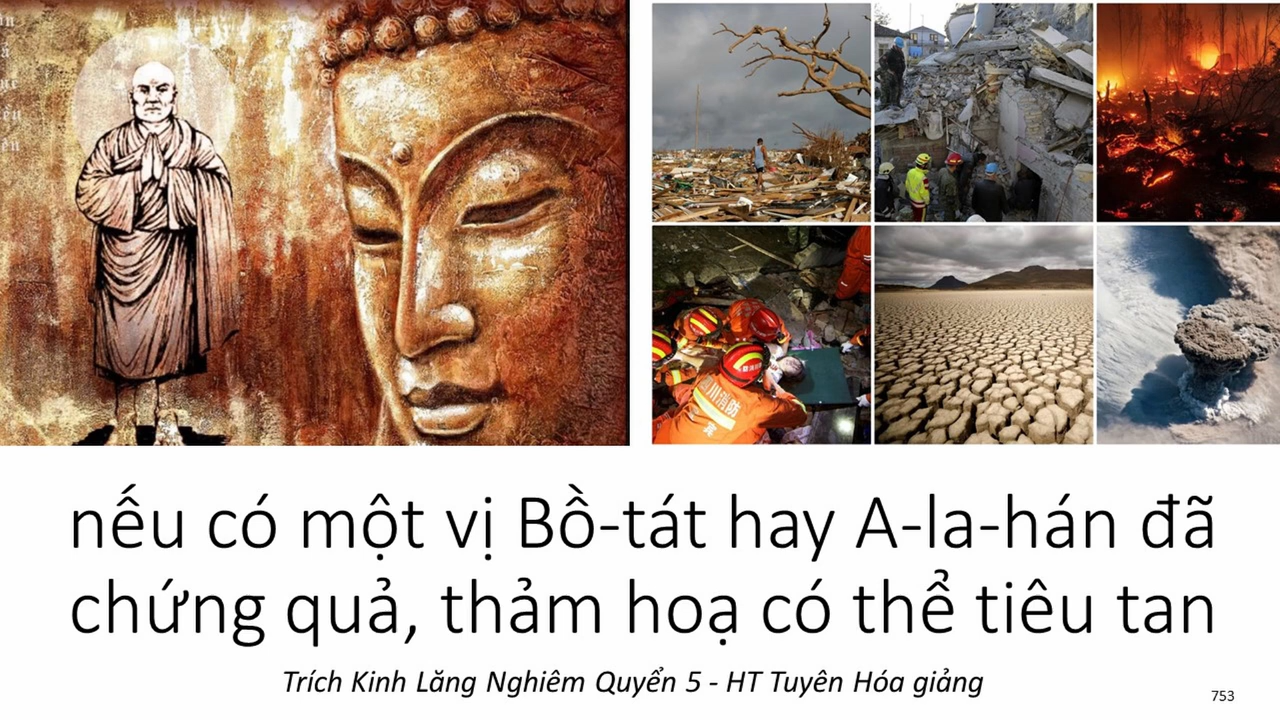 nếu có một vị Bồ-tát hay A-la-hán đã
chứng quả, thảm hoạ có thể tiêu tan
Trích Kinh Lăng Nghiêm Quyển 5 - HT Tuyên Hóa giảng
753